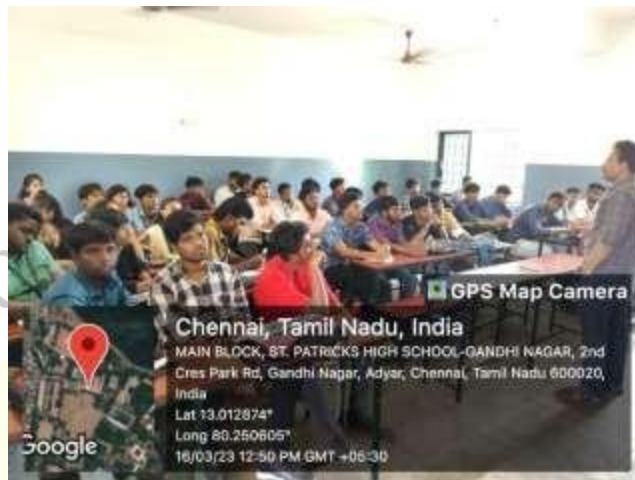 GPS Map Camera
Chennai, Tamil Nadu, India
MAIN BLOCK, ST. PATRICKS HIGH SCHOOL-GANDHI NAGAR, 2nd
Cres Park Rd, Gandhi Nagar, Adyar, Chennai, Tamil Nadu 600020,
India
Lat 13.012874°
Long 80.250605°
16/03/23 12:50 PM GMT +05:30
Google